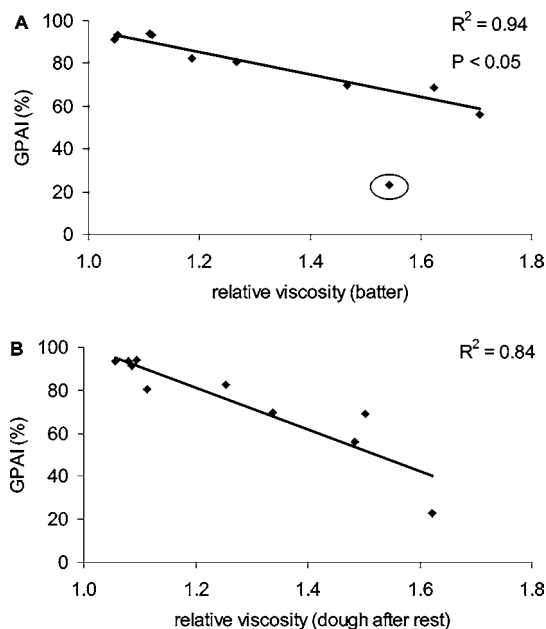 A
R² = 0.94
P < 0.05
GPAI (%)
100
80
60
40
20
0
1.0 1.2 1.4 1.6 1.8
relative viscosity (batter)
B
R² = 0.84
GPAI (%)
100
80
60
40
20
0
1.0 1.2 1.4 1.6 1.8
relative viscosity (dough after rest)